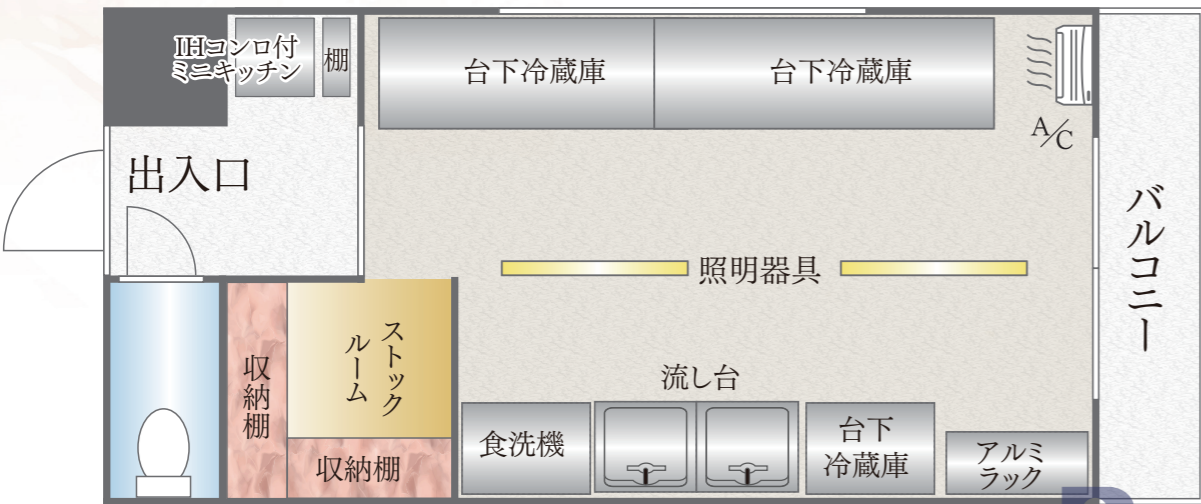 IHコンロ付
ミニキッチン
棚
台下冷蔵庫
台下冷蔵庫
A/C
出入口
バルコニー
照明器具
ストック
ルーム
収納棚
収納棚
流し台
食洗機
台下
冷蔵庫
アルミ
ラック